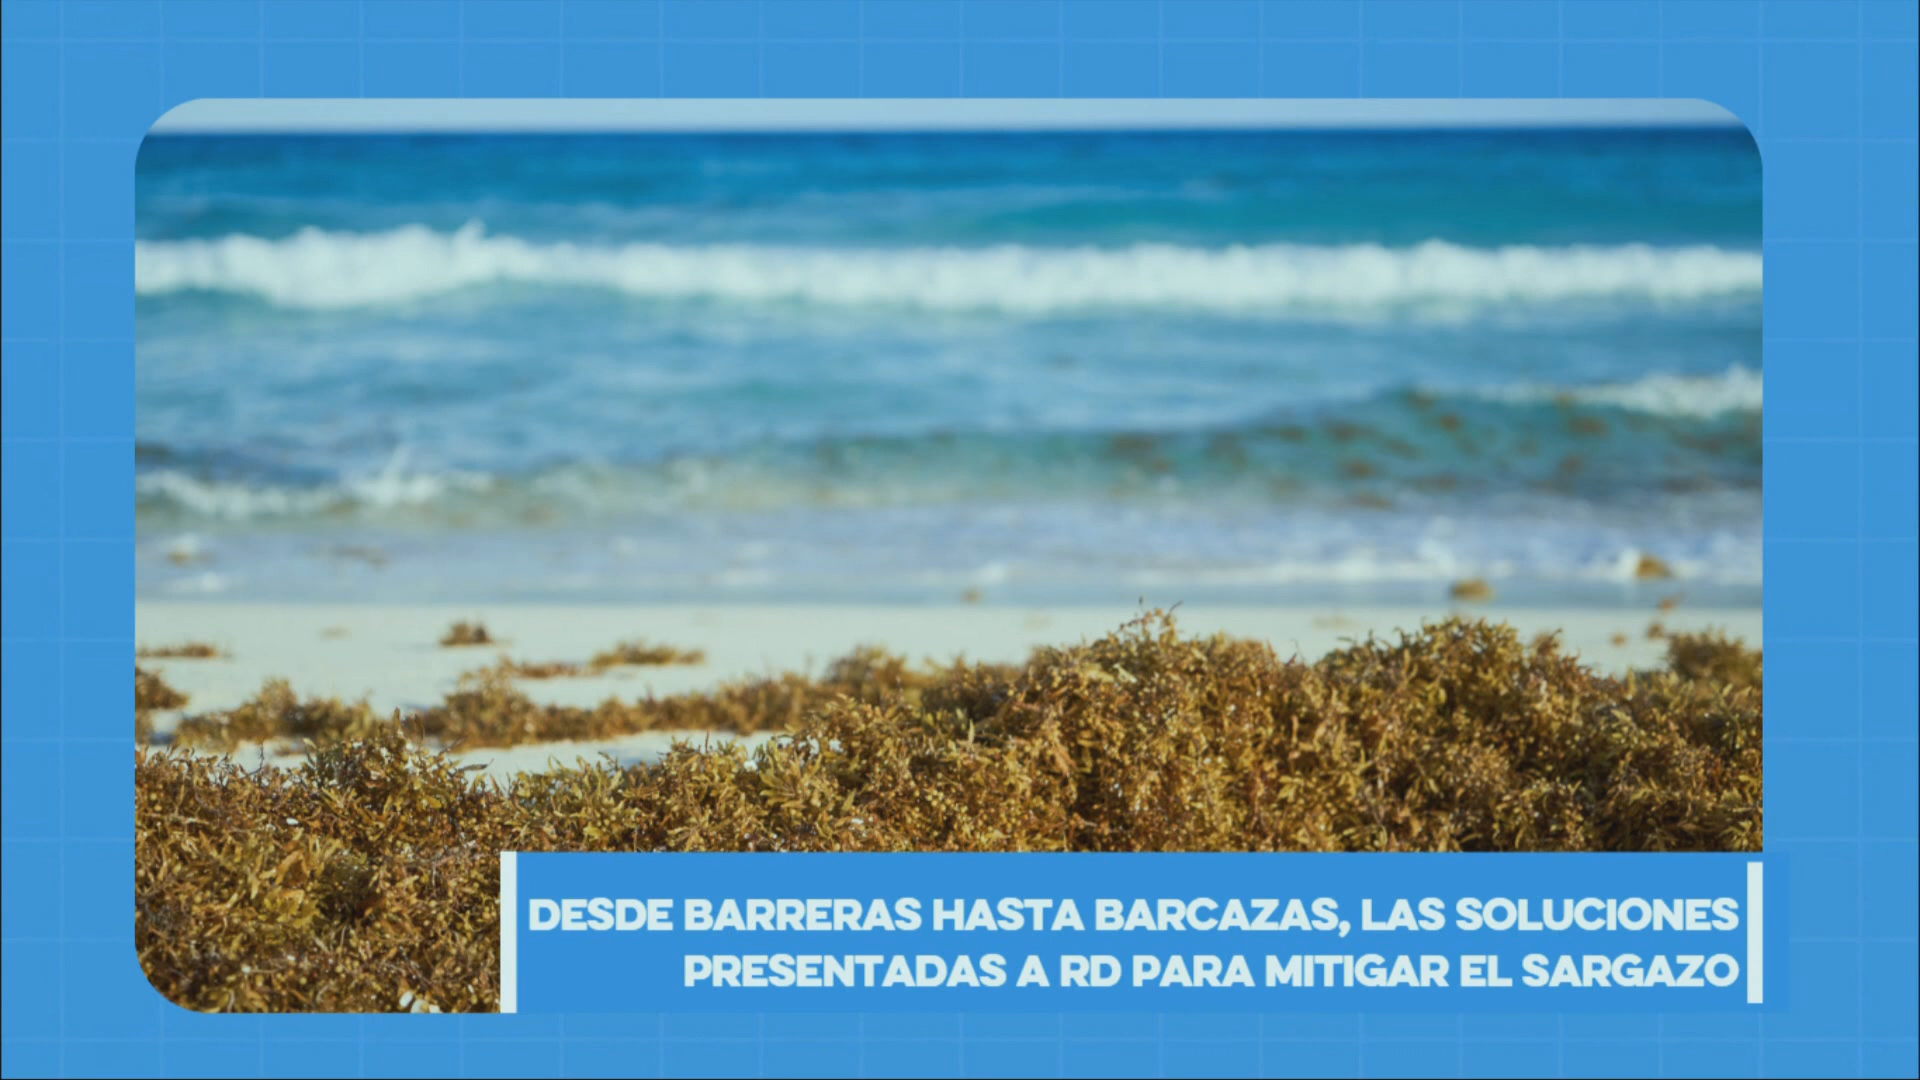 DESDE BARRERAS HASTA BARCAZAS, LAS SOLUCIONES
PRESENTADAS A RD PARA MITIGAR EL SARGAZO